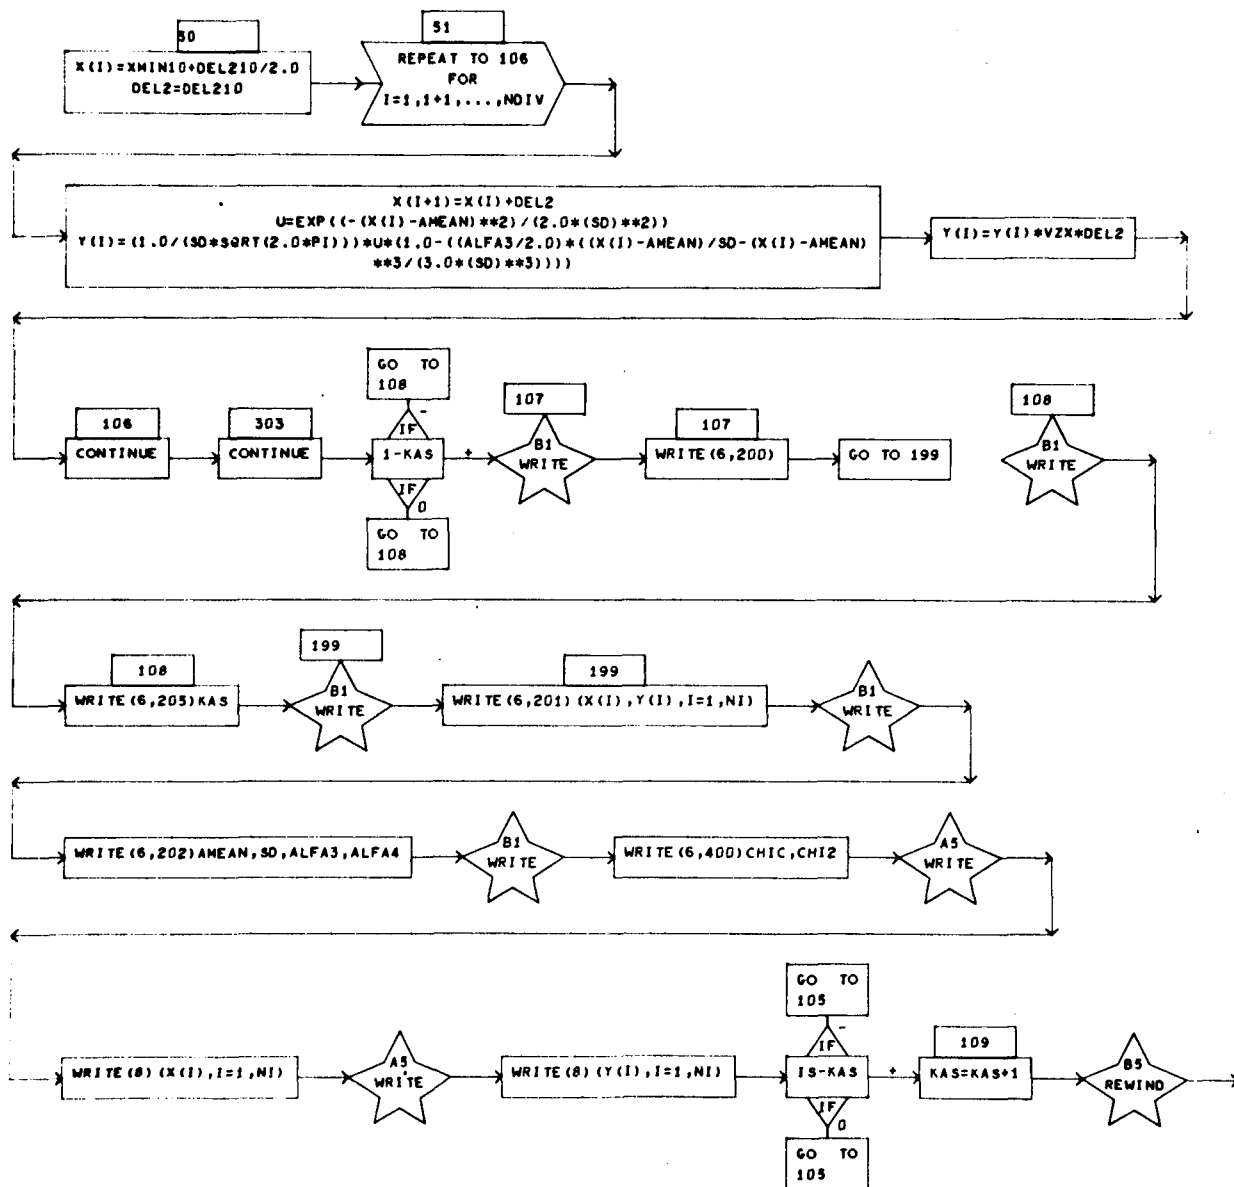 50
X(I)=XMIN10+DEL210/2.0
DEL2=DEL210
51
REPEAT TO 106
FOR
I=1,1+1,...,NDIV
X(I+1)=X(I)+DEL2
U=EXP((-(X(I)-AMEAN)**2)/(2.0*(SD)**2))
Y(I)=(1.0/(SD*SQRT(2.0*PI)))*U*(1.0-((ALFA3/2.0)*((X(I)-AMEAN)/SD-(X(I)-AMEAN)
**3/(3.0*(SD)**3))))
Y(I)=Y(I)*VZX*DEL2
106
CONTINUE
303
CONTINUE
GO TO
108
-
IF
1-KAS
+
IF
0
GO TO
108
107
B1
WRITE
107
WRITE(6,200)
GO TO 199
108
B1
WRITE
108
WRITE(6,205)KAS
199
B1
WRITE
199
WRITE(6,201)(X(I),Y(I),I=1,NI)
B1
WRITE
WRITE(6,202)AMEAN,SD,ALFA3,ALFA4
B1
WRITE
WRITE(6,400)CHIC,CHI2
A5
WRITE
WRITE(8)(X(I),I=1,NI)
A5
WRITE
WRITE(8)(Y(I),I=1,NI)
GO TO
105
-
IF
IS-KAS
+
IF
0
GO TO
105
109
KAS=KAS+1
B5
REWIND